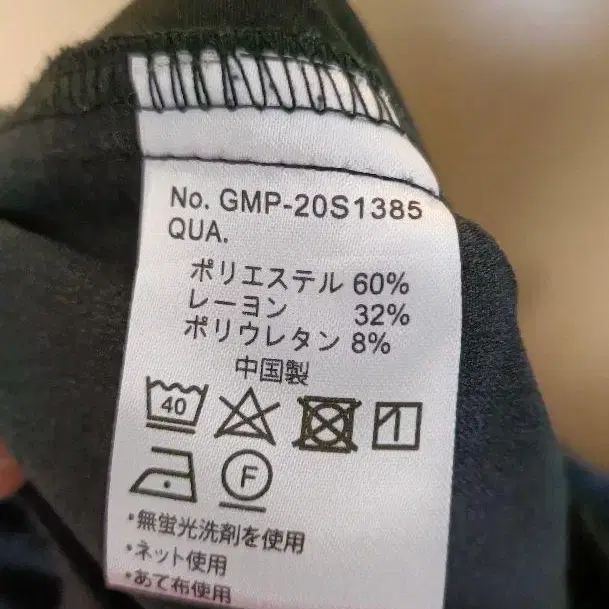 No. GMP-20S1385
QUA.
ポリエステル 60%
レーヨン 32%
ポリウレタン 8%
中国製
40
F
・無蛍光洗剤を使用
・ネット使用
・あて布使用